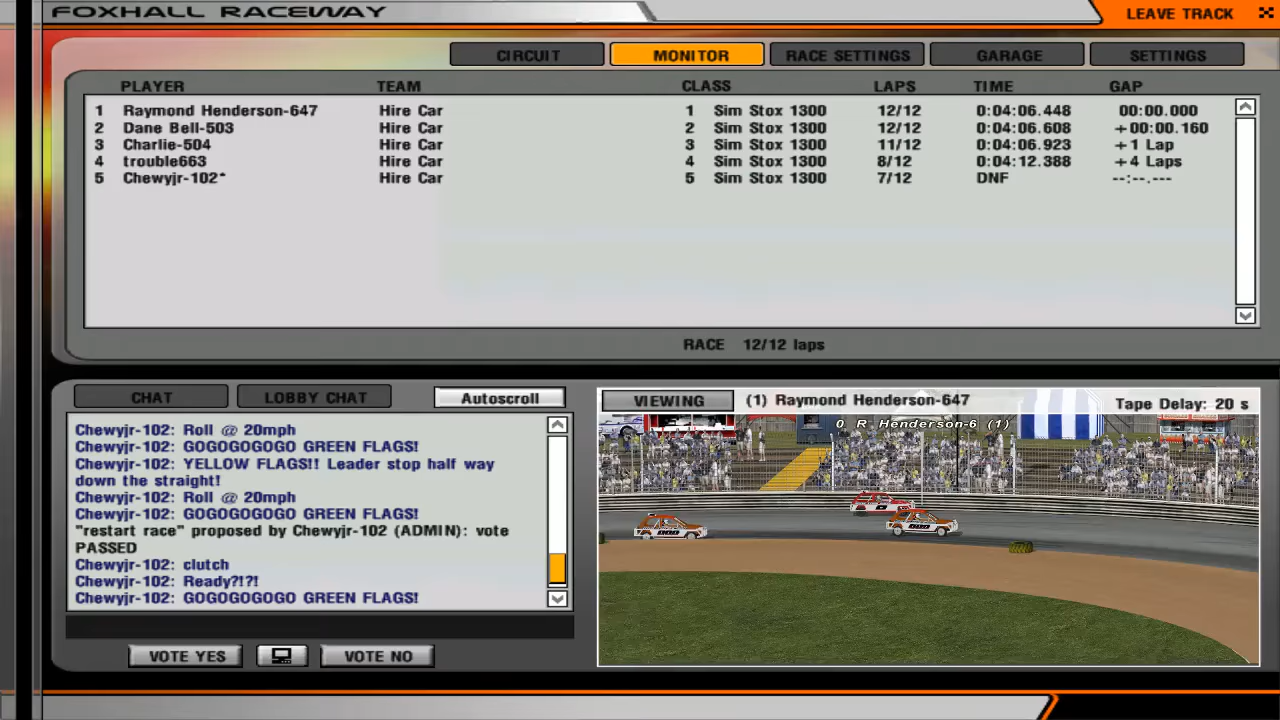 FOXHALL RACEWAY
LEAVE TRACK
CIRCUIT MONITOR RACE SETTINGS GARAGE SETTINGS
PLAYER TEAM CLASS LAPS TIME GAP
1 Raymond Henderson-647 Hire Car 1 Sim Stox 1300 12/12 0:04:06.448 00:00.000
2 Dane Bell-503 Hire Car 2 Sim Stox 1300 12/12 0:04:06.608 +00:00.160
3 Charlie-504 Hire Car 3 Sim Stox 1300 11/12 0:04:06.923 +1 Lap
4 trouble663 Hire Car 4 Sim Stox 1300 8/12 0:04:12.388 +4 Laps
5 Chewyjr-102* Hire Car 5 Sim Stox 1300 7/12 DNF --:--.---
RACE 12/12 laps
CHAT LOBBY CHAT Autoscroll
Chewyjr-102: Roll @ 20mph
Chewyjr-102: GOGOGOGOGO GREEN FLAGS!
Chewyjr-102: YELLOW FLAGS!! Leader stop half way
down the straight!
Chewyjr-102: Roll @ 20mph
Chewyjr-102: GOGOGOGOGO GREEN FLAGS!
"restart race" proposed by Chewyjr-102 (ADMIN): vote
PASSED
Chewyjr-102: clutch
Chewyjr-102: Ready?!?!
Chewyjr-102: GOGOGOGOGO GREEN FLAGS!
VOTE YES VOTE NO
VIEWING (1) Raymond Henderson-647 Tape Delay: 20 s
0 R Henderson-6 (1)